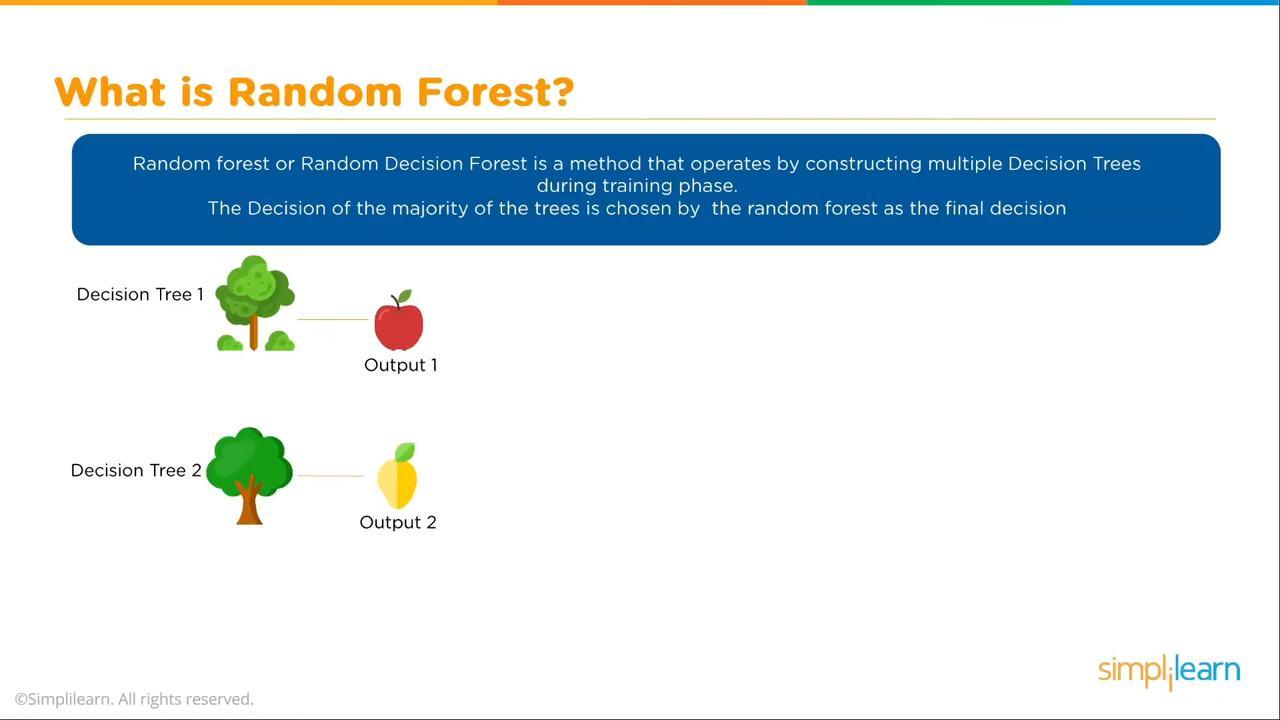 What is Random Forest?
Random forest or Random Decision Forest is a method that operates by constructing multiple Decision Trees
during training phase.
The Decision of the majority of the trees is chosen by the random forest as the final decision
Decision Tree 1
Output 1
Decision Tree 2
Output 2
simplilearn
©Simplilearn. All rights reserved.